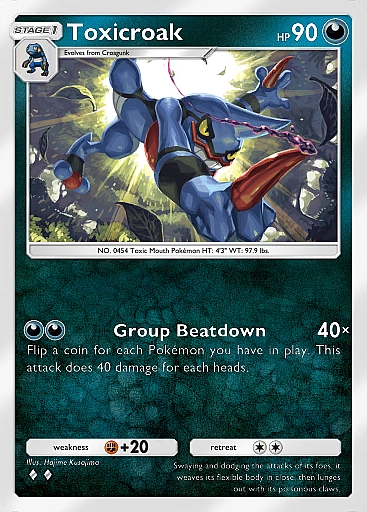 STAGE 1
Toxicroak
HP 90
Evolves from Croagunk
NO. 0454 Toxic Mouth Pokémon HT: 4'3" WT: 97.9 lbs.
Group Beatdown 40×
Flip a coin for each Pokémon you have in play. This
attack does 40 damage for each heads.
weakness +20 retreat
Illus. Hajime Kusajima
Swaying and dodging the attacks of its foes, it
weaves its flexible body in close, then lunges
out with its poisonous claws.